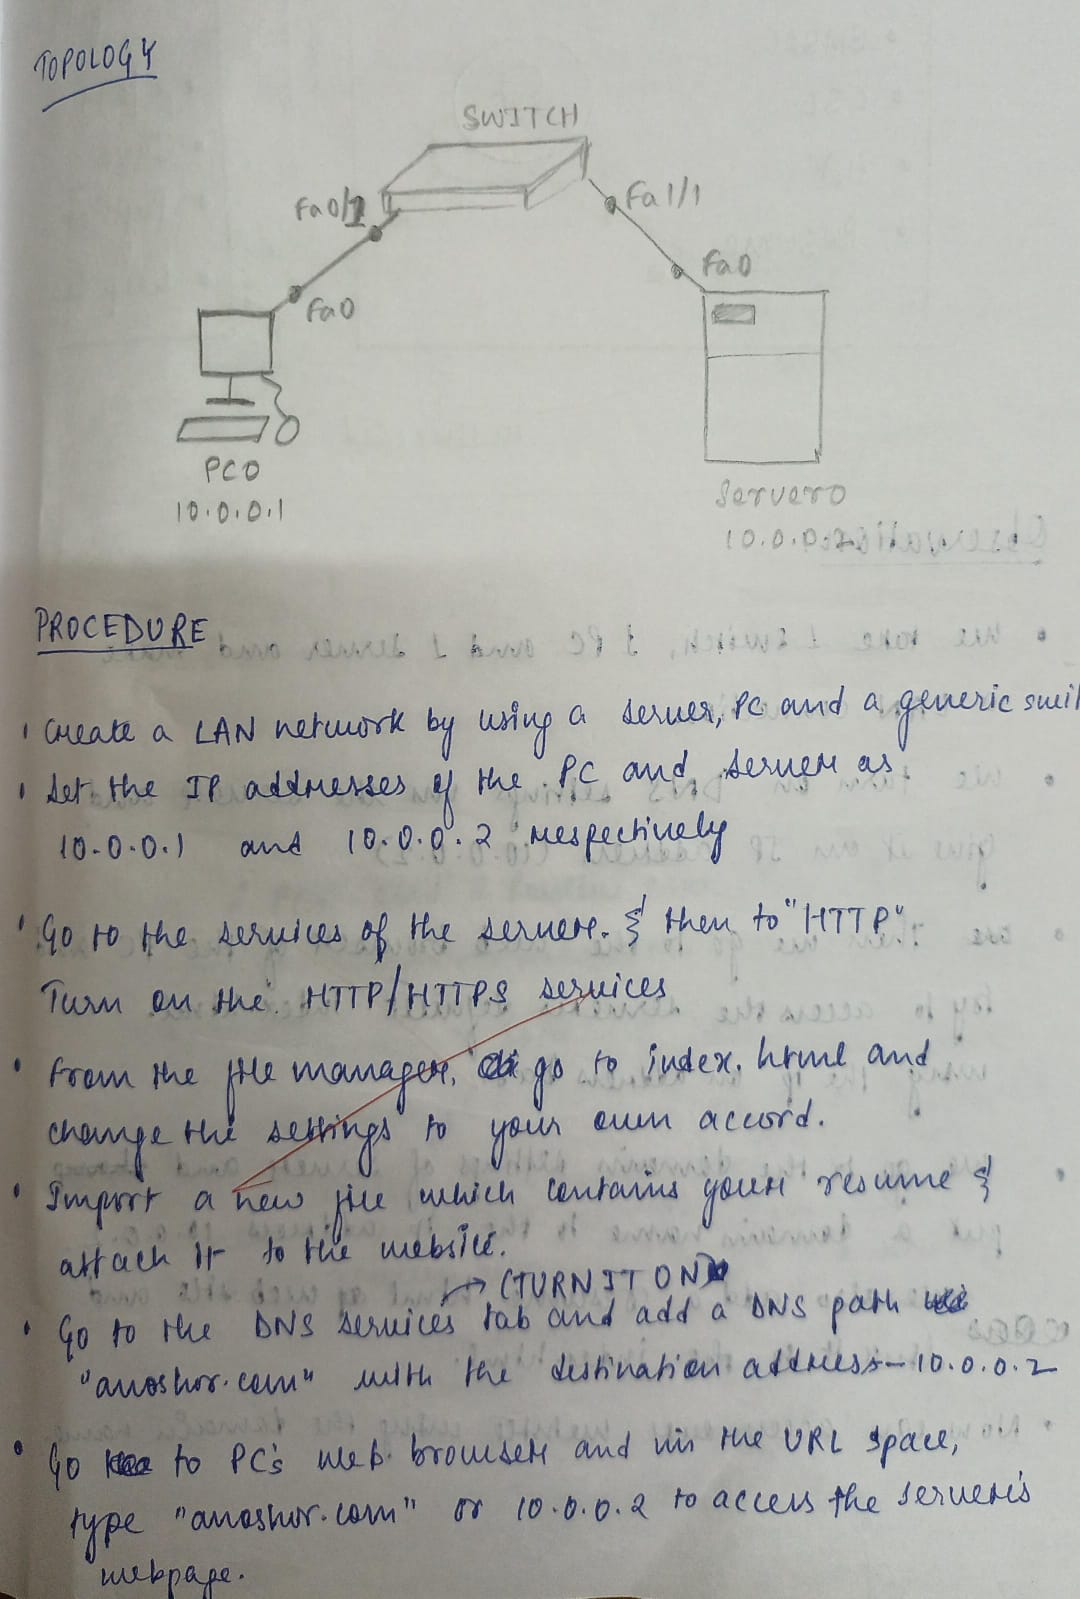 TOPOLOGY
SWITCH
Fa0/1
Fa1/1
Fa0
Fa0
PC0
10.0.0.1
Server0
10.0.0.2
PROCEDURE
• Create a LAN network by using a server, PC and a generic swit
• Set the IP addresses of the PC and server as
10.0.0.1 and 10.0.0.2 respectively
• Go to the services of the server. & then to "HTTP"
Turn on the HTTP/HTTPS services
• From the file manager, go to index.html and
change the settings to your own accord.
• Import a new file which contains your resume &
attach it to the website.
→ (TURN IT ON)
• Go to the DNS services tab and add a DNS path
"anoshor.com" with the destination address - 10.0.0.2
• Go to PC's web browser and in the URL space,
type "anoshor.com" or 10.0.0.2 to access the server's
webpage.